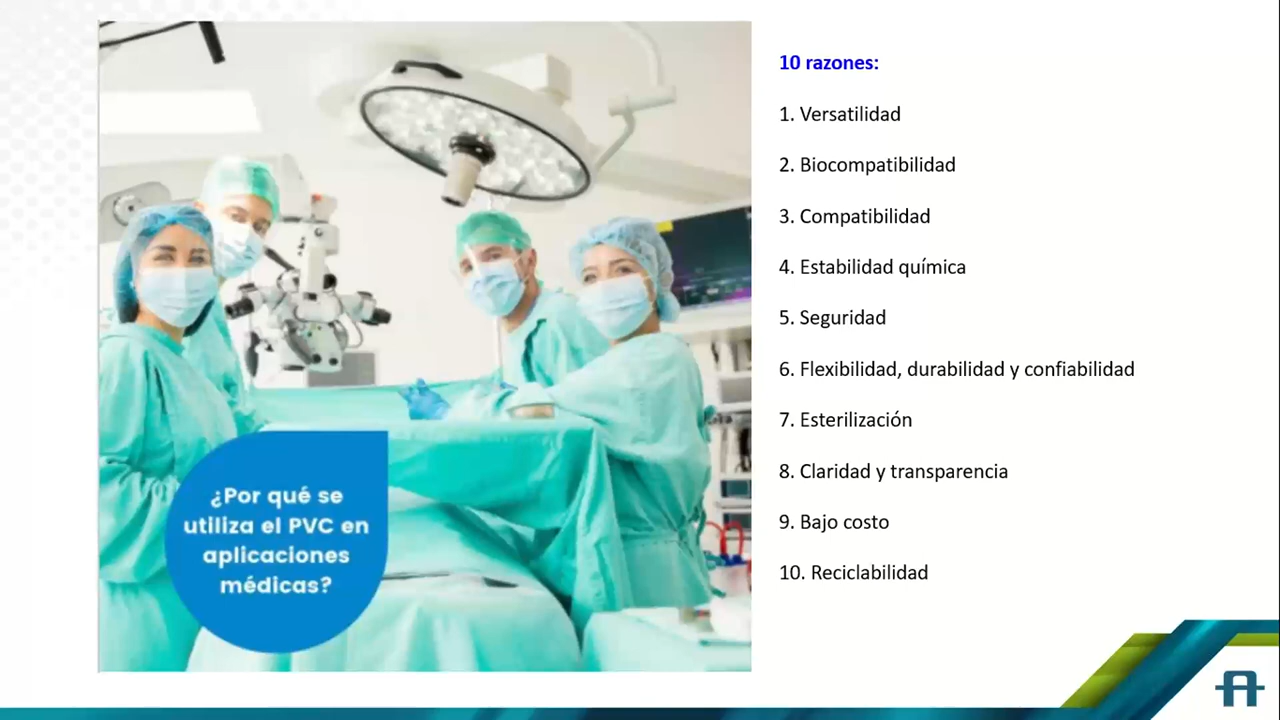 10 razones:
1. Versatilidad
2. Biocompatibilidad
3. Compatibilidad
4. Estabilidad química
5. Seguridad
6. Flexibilidad, durabilidad y confiabilidad
7. Esterilización
8. Claridad y transparencia
9. Bajo costo
10. Reciclabilidad
¿Por qué se
utiliza el PVC en
aplicaciones
médicas?